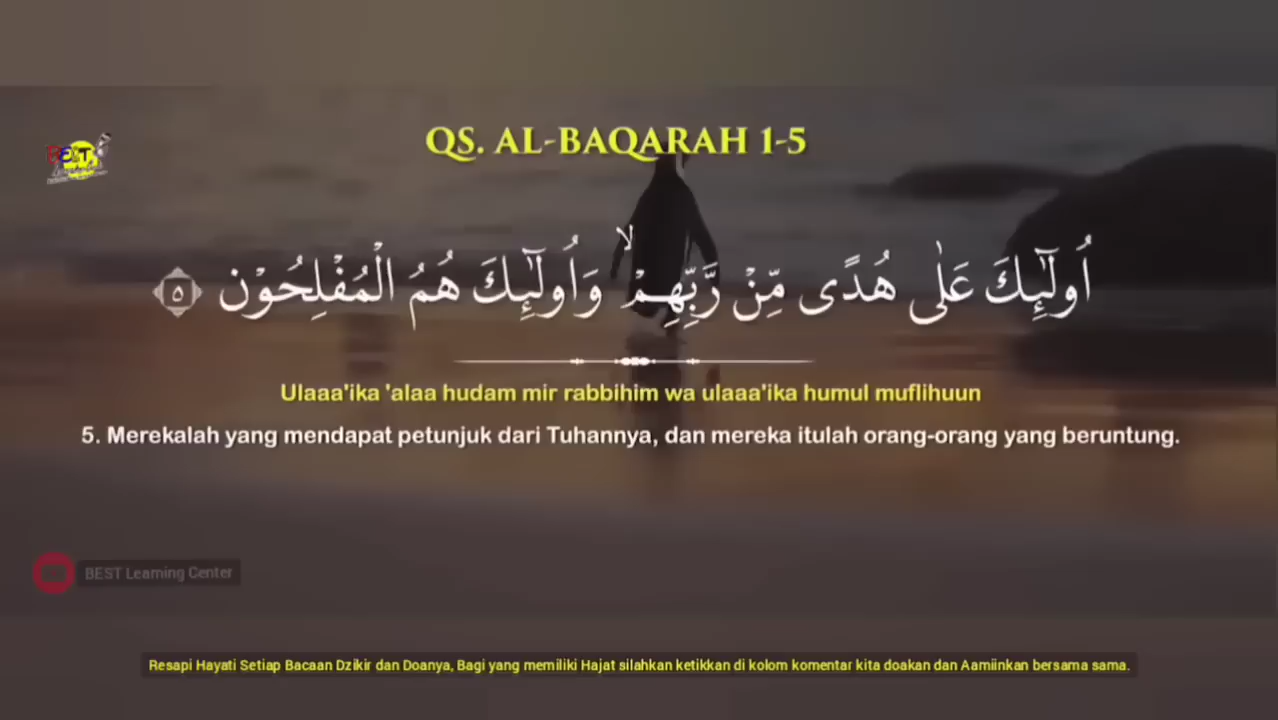 QS. AL-BAQARAH 1-5
اُولٰۤىِٕكَ عَلٰى هُدًى مِّنْ رَّبِّهِمْ ۙ وَاُولٰۤىِٕكَ هُمُ الْمُفْلِحُوْنَ ٥
Ulaaa'ika 'alaa hudam mir rabbihim wa ulaaa'ika humul muflihuun
5. Merekalah yang mendapat petunjuk dari Tuhannya, dan mereka itulah orang-orang yang beruntung.
BEST Learning Center
Resapi Hayati Setiap Bacaan Dzikir dan Doanya, Bagi yang memiliki Hajat silahkan ketikkan di kolom komentar kita doakan dan Aamiinkan bersama sama.